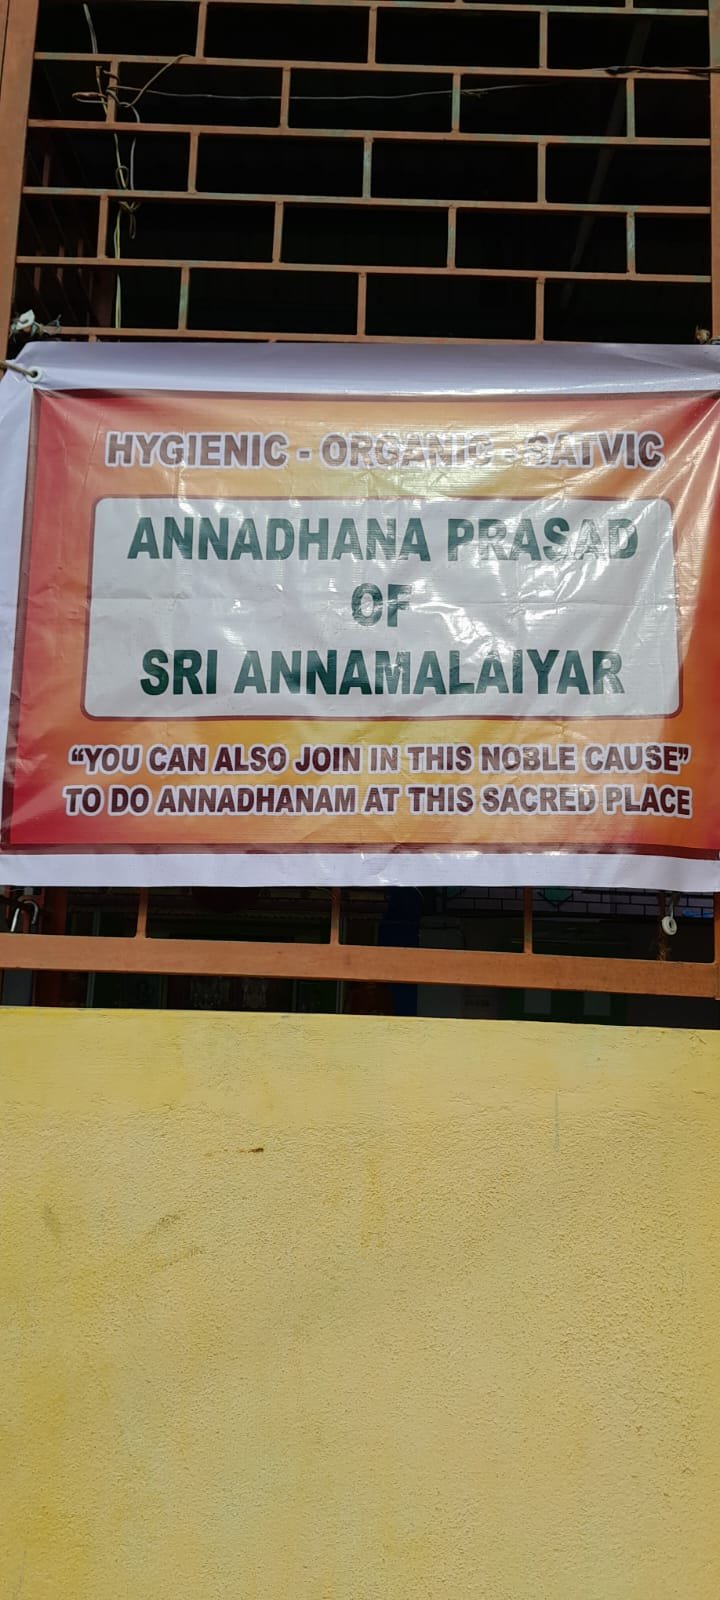 HYGIENIC - ORGANIC - SATVIC
ANNADHANA PRASAD
OF
SRI ANNAMALAIYAR
“YOU CAN ALSO JOIN IN THIS NOBLE CAUSE”
TO DO ANNADHANAM AT THIS SACRED PLACE